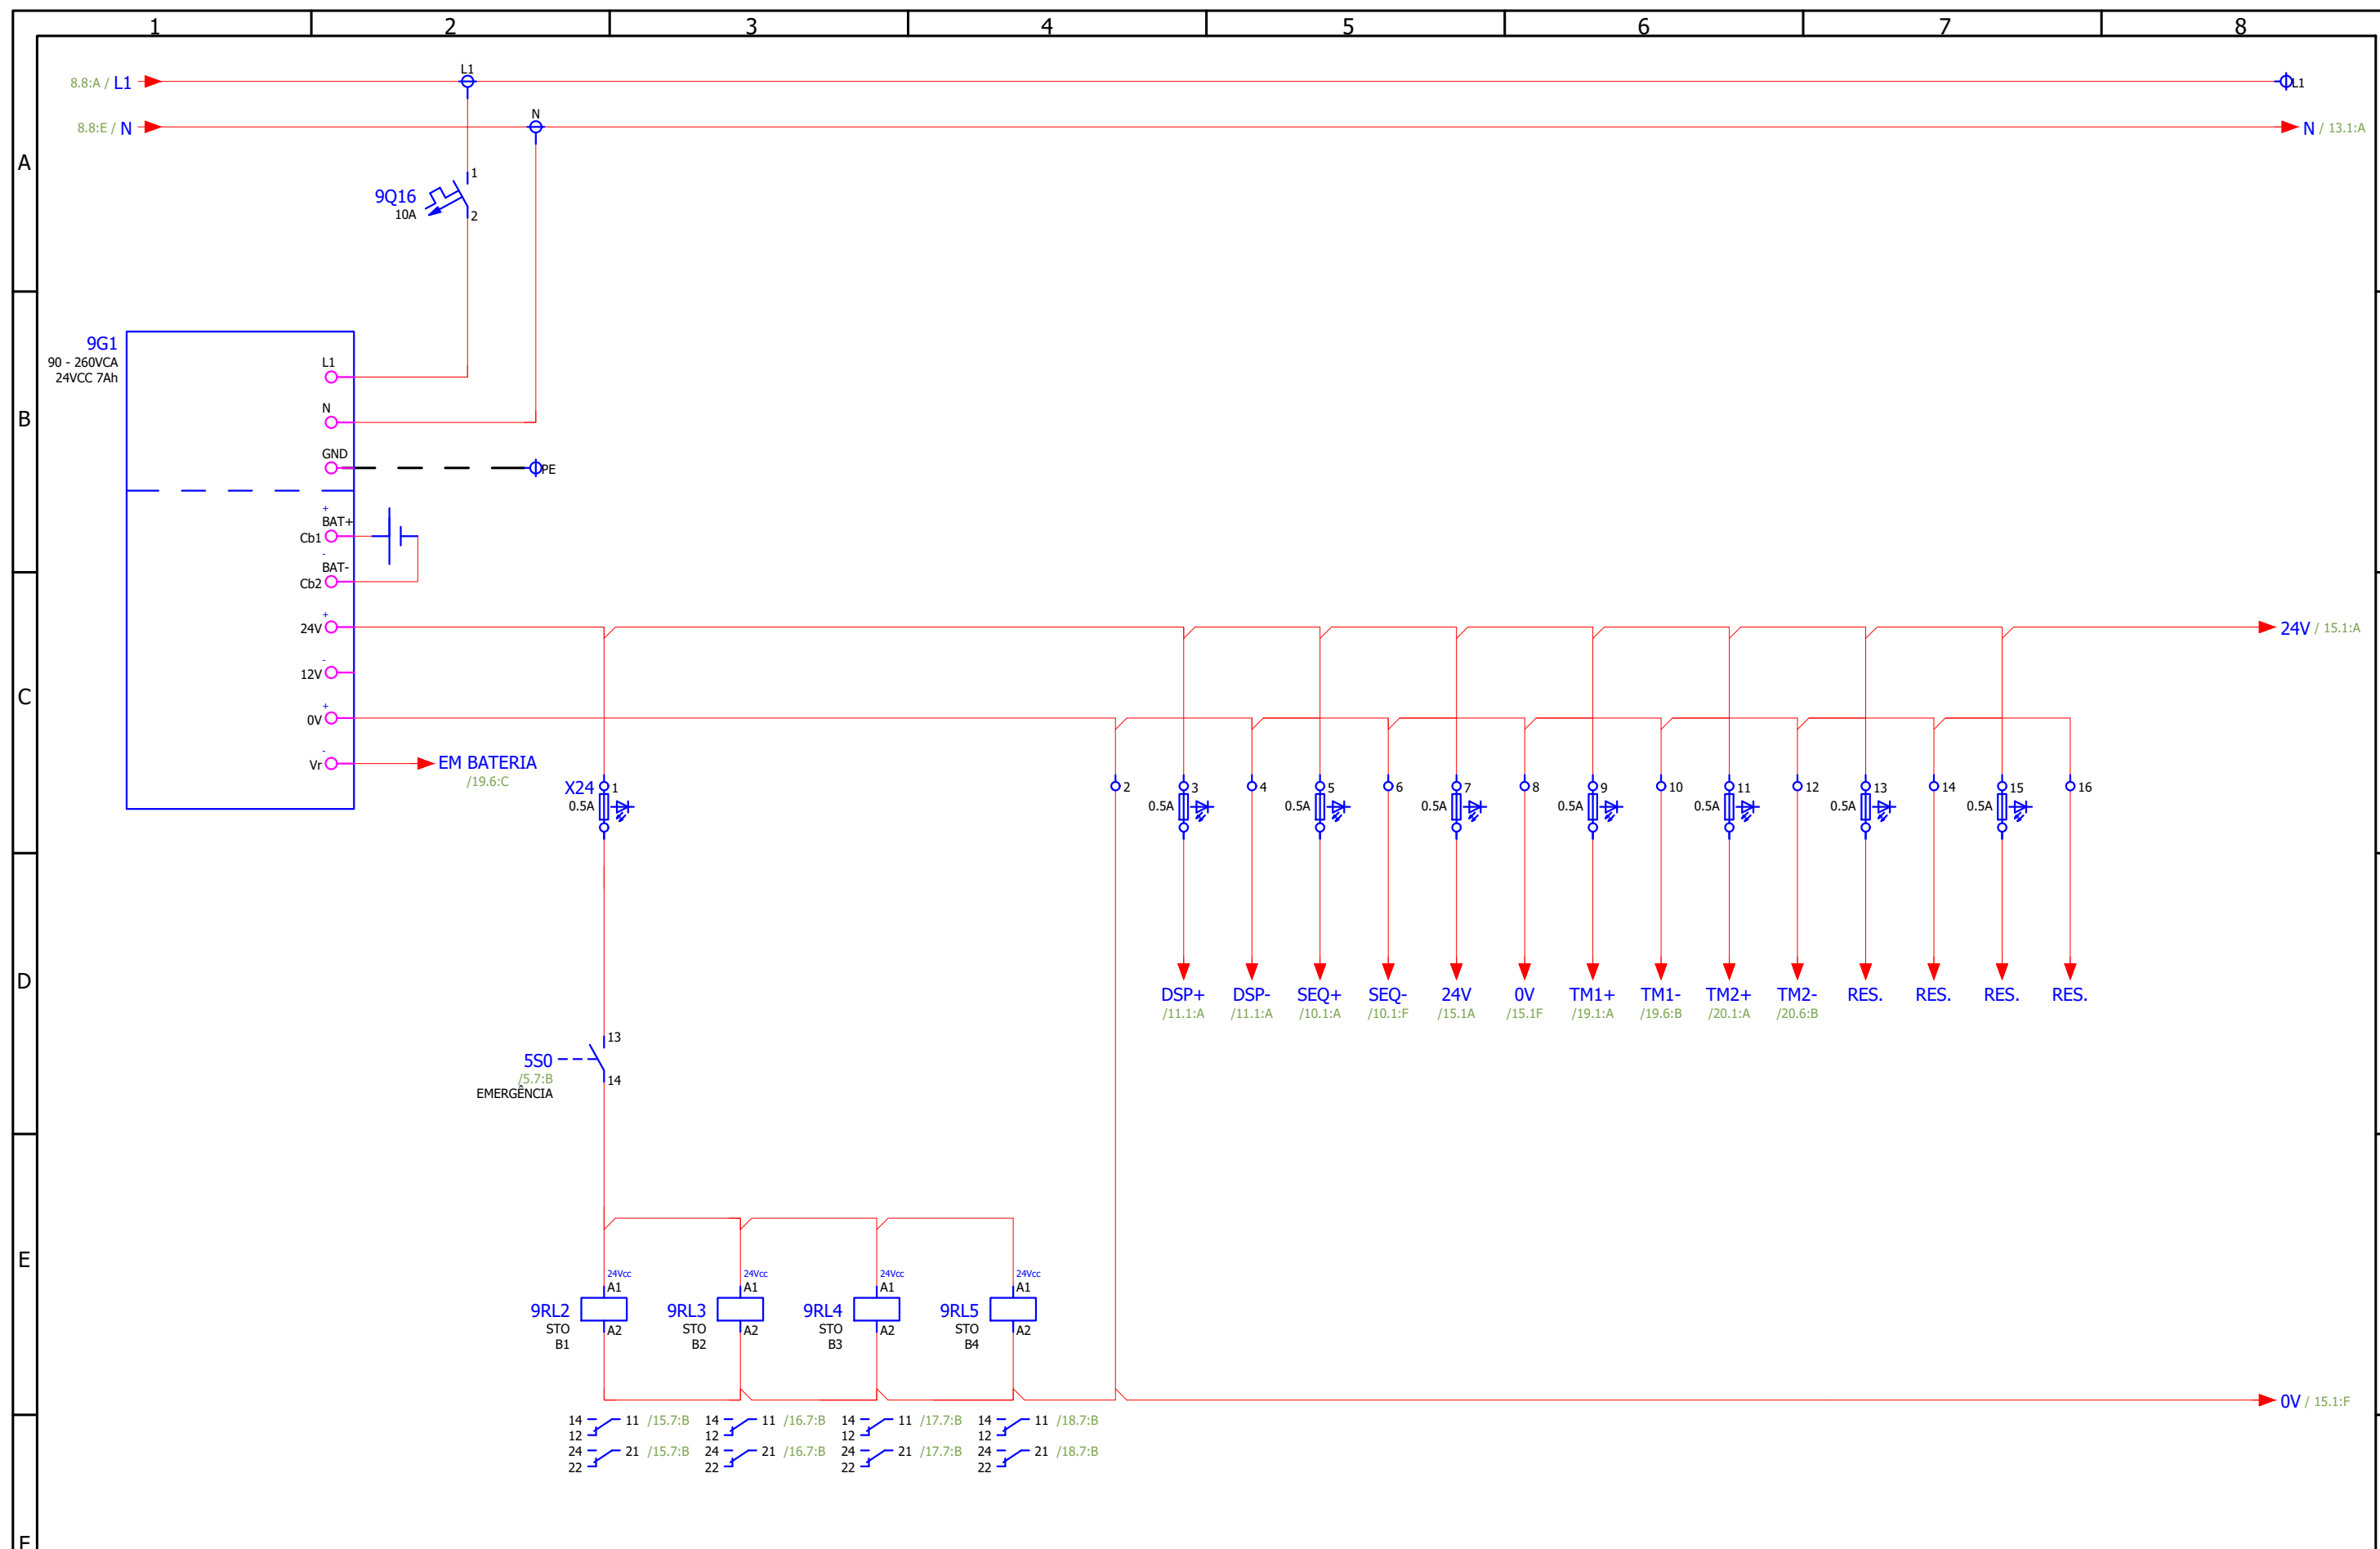 1 2 3 4 5 6 7 8
L1
8.8:A / L1
L1
N
8.8:E / N
N / 13.1:A
A
1
9Q16
10A
2
B
9G1
90 - 260VCA
24VCC 7Ah
L1
N
GND
PE
+
BAT+
Cb1
-
BAT-
Cb2
+
24V
24V / 15.1:A
-
12V
C
+
0V
-
Vr
EM BATERIA
/19.6:C
X24 1 2 3 4 5 6 7 8 9 10 11 12 13 14 15 16
0.5A 0.5A 0.5A 0.5A 0.5A 0.5A 0.5A 0.5A
D
DSP+ DSP- SEQ+ SEQ- 24V 0V TM1+ TM1- TM2+ TM2- RES. RES. RES. RES.
/11.1:A /11.1:A /10.1:A /10.1:F /15.1A /15.1F /19.1:A /19.6:B /20.1:A /20.6:B
13
5S0
/5.7:B
14
EMERGÊNCIA
E
24Vcc 24Vcc 24Vcc 24Vcc
A1 A1 A1 A1
9RL2 9RL3 9RL4 9RL5
STO A2 STO A2 STO A2 STO A2
B1 B2 B3 B4
0V / 15.1:F
14 11 /15.7:B 14 11 /16.7:B 14 11 /17.7:B 14 11 /18.7:B
12 12 12 12
24 21 /15.7:B 24 21 /16.7:B 24 21 /17.7:B 24 21 /18.7:B
22 22 22 22
F